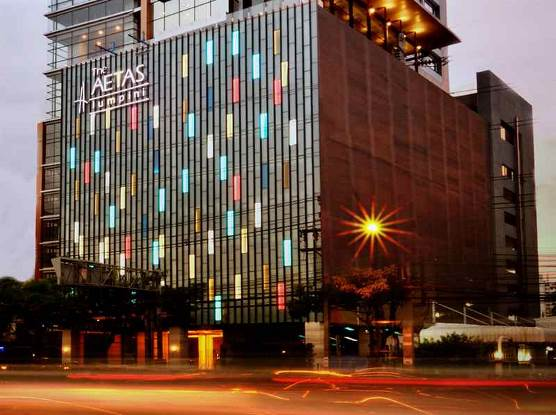 The
AETAS
Lumpini